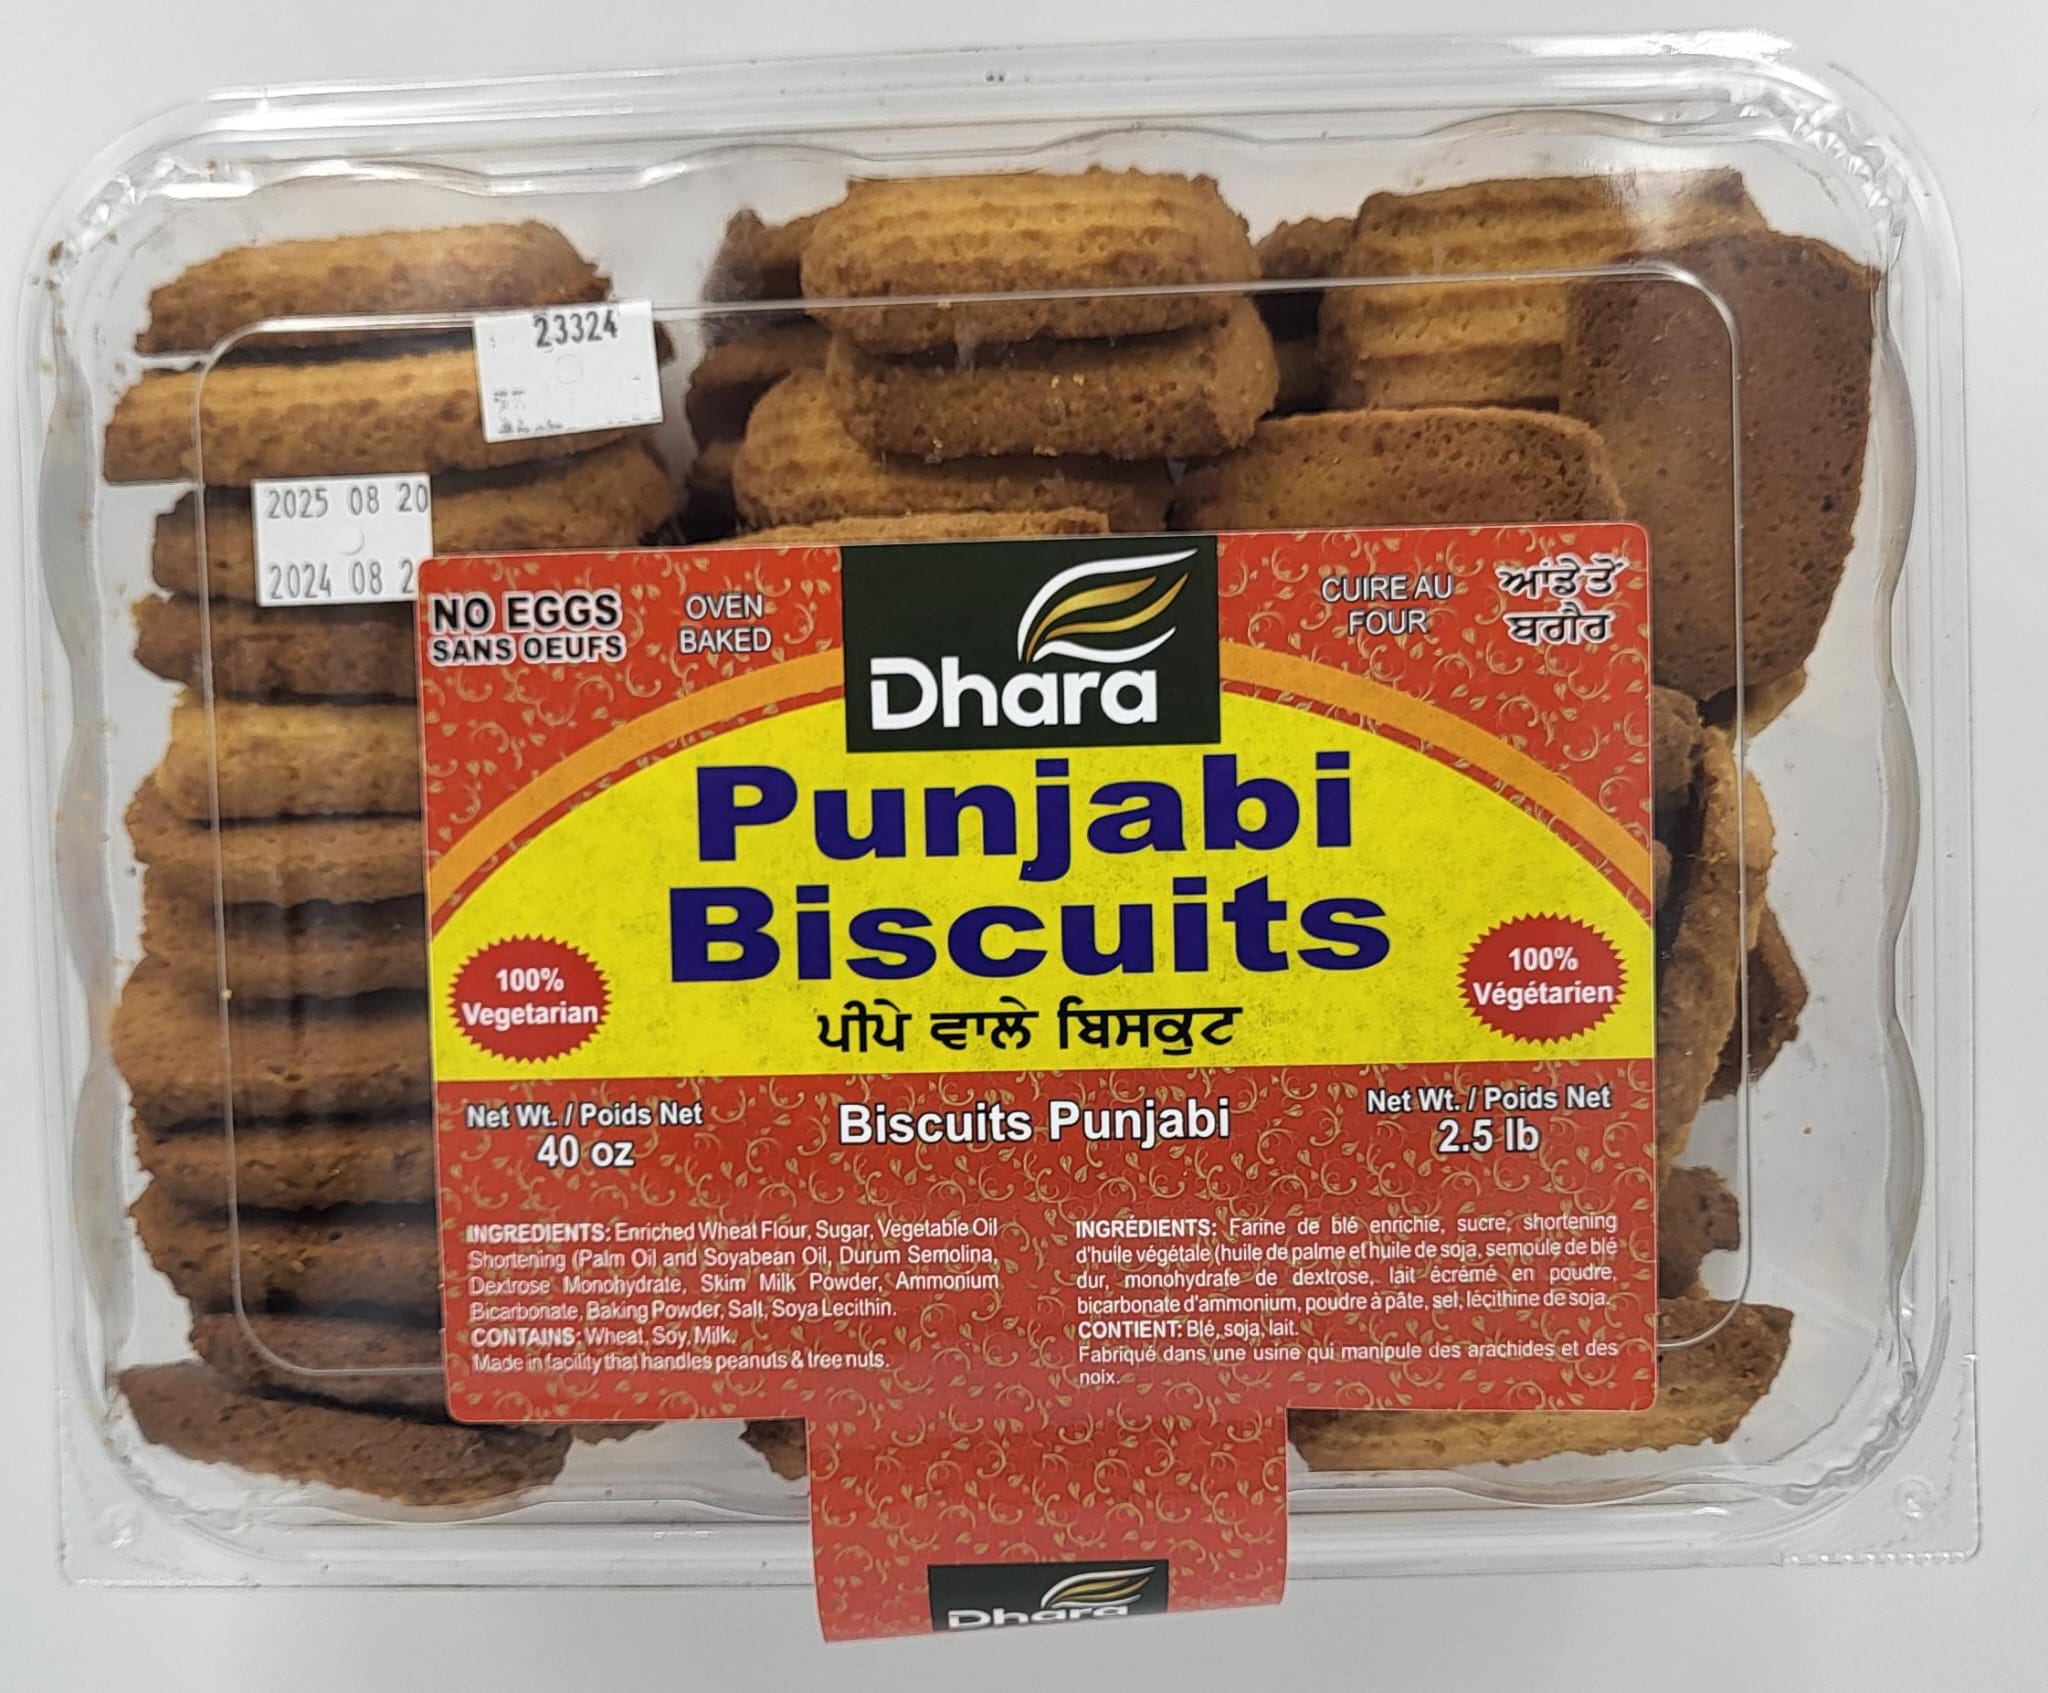 23324
2025 08 20
2024 08 2
NO EGGS
SANS OEUFS
OVEN
BAKED
Dhara
CUIRE AU
FOUR
ਆਂਡੇ ਤੋਂ
ਬਗੈਰ
Punjabi
Biscuits
ਪੀਪੇ ਵਾਲੇ ਬਿਸਕੁਟ
100%
Vegetarian
100%
Végétarien
Net Wt. / Poids Net
40 oz
Biscuits Punjabi
Net Wt. / Poids Net
2.5 lb
INGREDIENTS: Enriched Wheat Flour, Sugar, Vegetable Oil
Shortening (Palm Oil and Soyabean Oil, Durum Semolina,
Dextrose Monohydrate, Skim Milk Powder, Ammonium
Bicarbonate, Baking Powder, Salt, Soya Lecithin.
CONTAINS: Wheat, Soy, Milk.
Made in facility that handles peanuts & tree nuts.
INGRÉDIENTS: Farine de blé enrichie, sucre, shortening
d'huile végétale (huile de palme et huile de soja, semoule de blé
dur, monohydrate de dextrose, lait écrémé en poudre,
bicarbonate d'ammonium, poudre à pâte, sel, lécithine de soja.
CONTIENT: Blé, soja, lait.
Fabriqué dans une usine qui manipule des arachides et des
noix.
Dhara